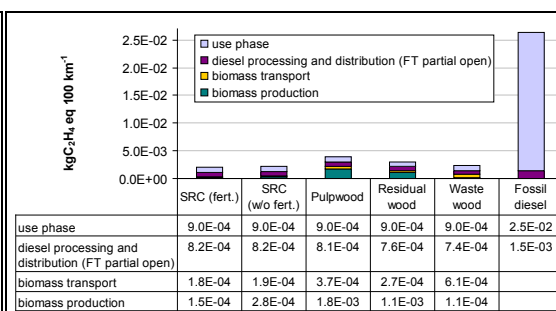 kgC2H4 eq 100 km-1
2.5E-02
2.0E-02
1.5E-02
1.0E-02
5.0E-03
0.0E+00
use phase
diesel processing and distribution (FT partial open)
biomass transport
biomass production
SRC (fert.) SRC (w/o fert.) Pulpwood Residual wood Waste wood Fossil diesel
use phase 9.0E-04 9.0E-04 9.0E-04 9.0E-04 9.0E-04 2.5E-02
diesel processing and distribution (FT partial open) 8.2E-04 8.2E-04 8.1E-04 7.6E-04 7.4E-04 1.5E-03
biomass transport 1.8E-04 1.9E-04 3.7E-04 2.7E-04 6.1E-04
biomass production 1.5E-04 2.8E-04 1.8E-03 1.1E-03 1.1E-04